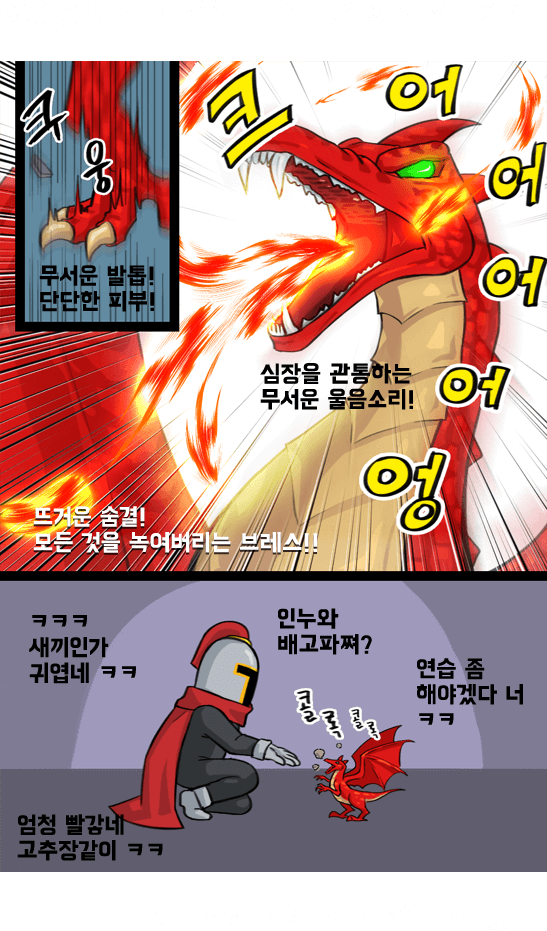 쿠
웅
무서운 발톱!
단단한 피부!
크
어
어
어
어
엉
심장을 관통하는
무서운 울음소리!
뜨거운 숨결!
모든 것을 녹여버리는 브레스!!
ㅋㅋㅋ
새끼인가
귀엽네 ㅋㅋ
인누와
배고파쪄?
연습 좀
해야겠다 너
ㅋㅋ
콜록
콜록
엄청 빨갛네
고추장같이 ㅋㅋ